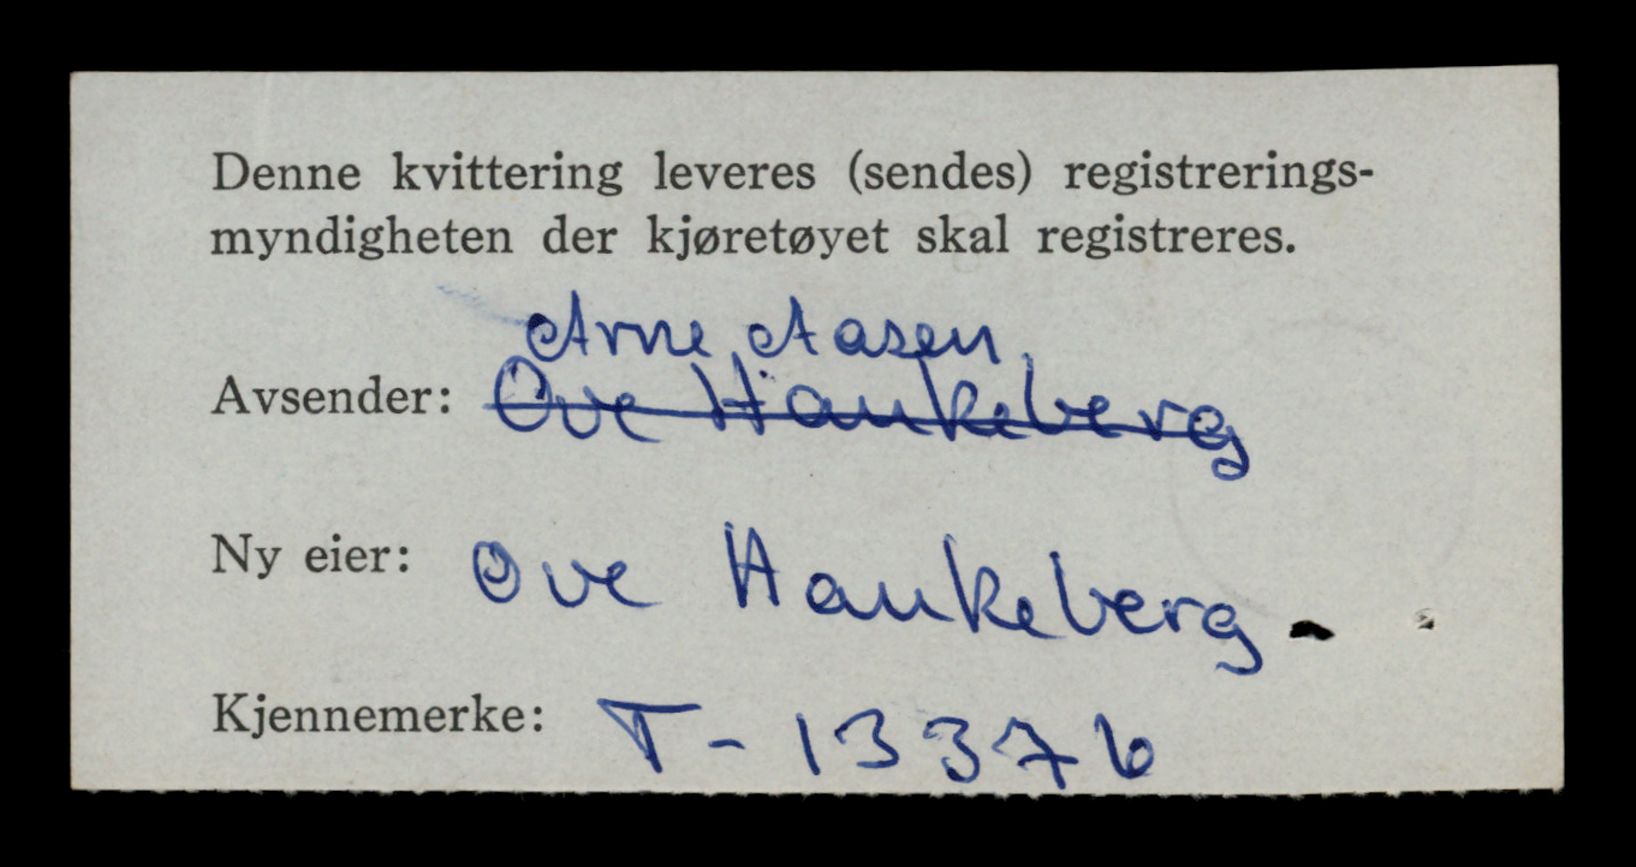 Denne kvittering leveres (sendes) registrerings-
myndigheten der kjøretøyet skal registreres.
Arne Aasen
Avsender: Ove Haukeberg
Ny eier: Ove Haukeberg
Kjennemerke: T-13376